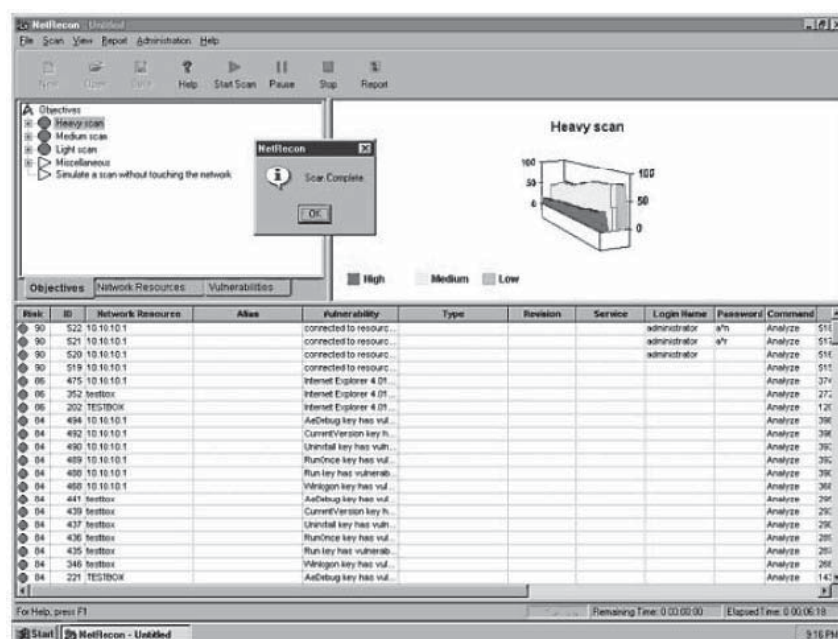 NetRecon - Untitled
File Scan View Report Administration Help
New Open Save Help Start Scan Pause Stop Report
Objectives
Heavy scan
Medium scan
Light scan
Miscellaneous
Simulate a scan without touching the network
Objectives Network Resources Vulnerabilities
NetRecon
Scan Complete
OK
Heavy scan
100
50
0
100
50
0
High Medium Low
Risk ID Network Resource Alias Vulnerability Type Revision Service Login Name Password Command
90 522 10.10.10.1 connected to resourc... administrator a*n Analyze
90 521 10.10.10.1 connected to resourc... administrator a*r Analyze
90 520 10.10.10.1 connected to resourc... administrator Analyze
90 519 10.10.10.1 connected to resourc... Analyze
86 475 10.10.10.1 Internet Explorer 4.01... Analyze
86 352 testbox Internet Explorer 4.01... Analyze
86 202 TESTBOX Internet Explorer 4.01... Analyze
84 494 10.10.10.1 AeDebug key has vul... Analyze
84 492 10.10.10.1 CurrentVersion key h... Analyze
84 490 10.10.10.1 Uninstall key has vuln... Analyze
84 489 10.10.10.1 RunOnce key has vul... Analyze
84 488 10.10.10.1 Run key has vulnerab... Analyze
84 468 10.10.10.1 Winlogon key has vul... Analyze
84 441 testbox AeDebug key has vul... Analyze
84 439 testbox CurrentVersion key h... Analyze
84 437 testbox Uninstall key has vuln... Analyze
84 436 testbox RunOnce key has vul... Analyze
84 435 testbox Run key has vulnerab... Analyze
84 346 testbox Winlogon key has vul... Analyze
84 221 TESTBOX AeDebug key has vul... Analyze
For Help, press F1 Remaining Time: 0 00:00:00 Elapsed Time: 0 00:06:18
Start NetRecon - Untitled 9:16 PM